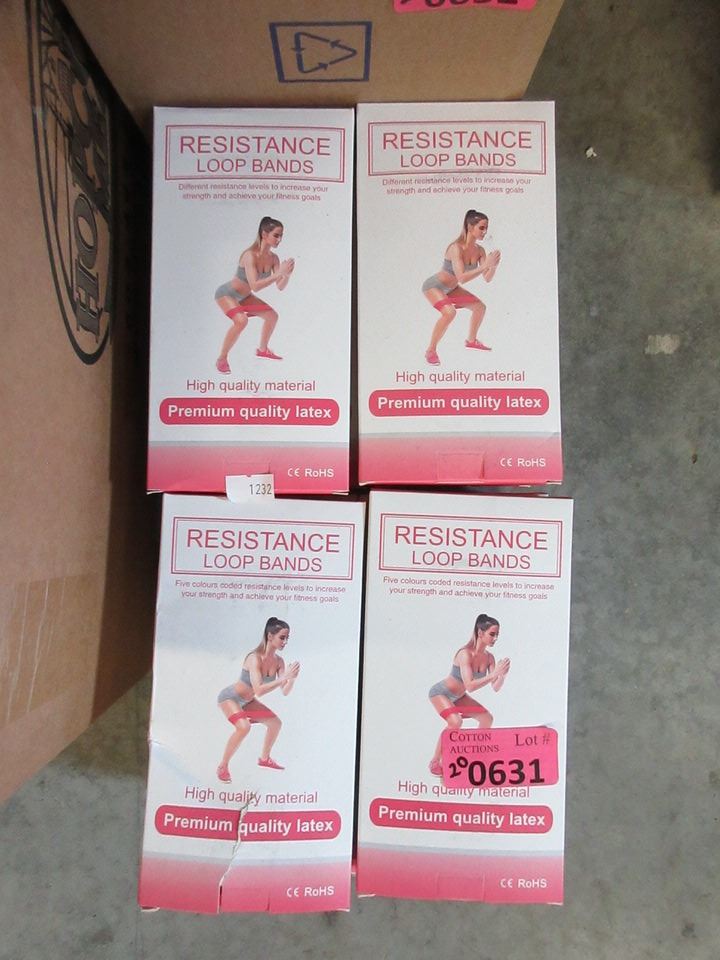 RESISTANCE
LOOP BANDS
Different resistance levels to increase your
strength and achieve your fitness goals
High quality material
Premium quality latex
CE RoHS
1232
RESISTANCE
LOOP BANDS
Different resistance levels to increase your
strength and achieve your fitness goals
High quality material
Premium quality latex
CE RoHS
RESISTANCE
LOOP BANDS
Five colours coded resistance levels to increase
your strength and achieve your fitness goals
High quality material
Premium quality latex
CE RoHS
RESISTANCE
LOOP BANDS
Five colours coded resistance levels to increase
your strength and achieve your fitness goals
COTTON
AUCTIONS
Lot #
20 0631
High quality material
Premium quality latex
CE RoHS